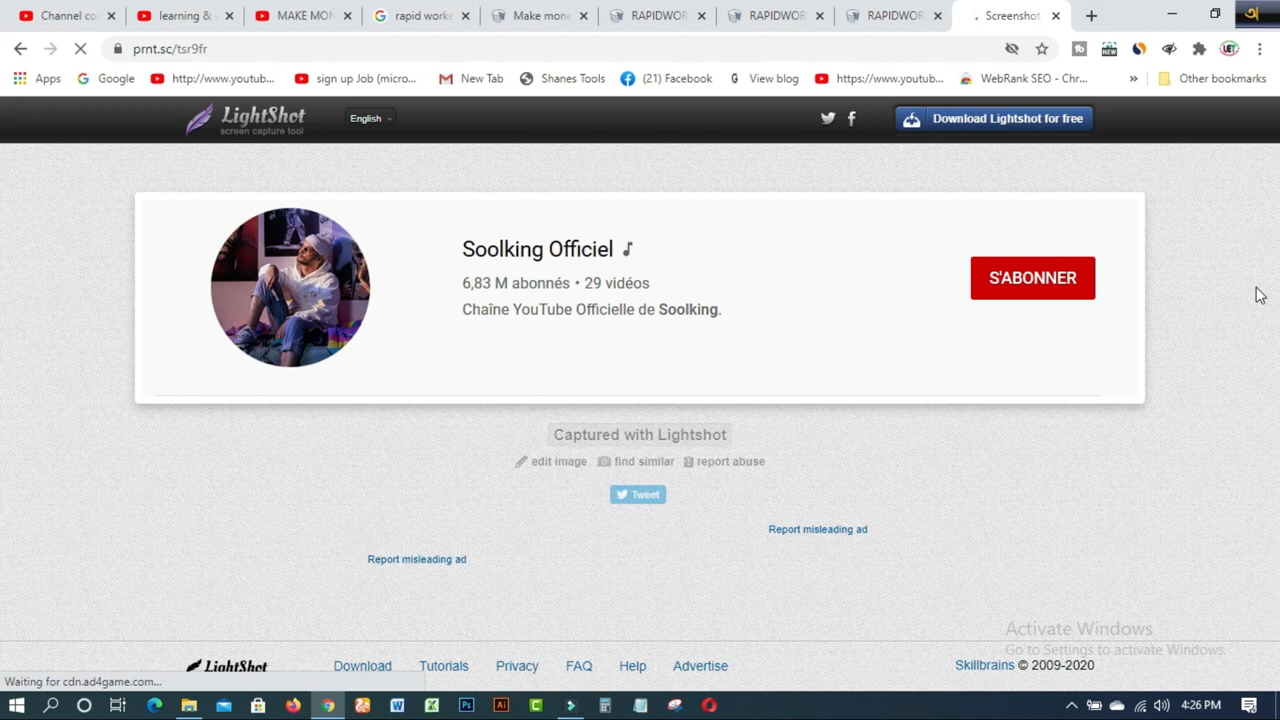 Channel co
learning &
MAKE MON
rapid worke
Make mone
RAPIDWOR
RAPIDWOR
RAPIDWOR
Screenshot
prnt.sc/tsr9fr
Apps
Google
http://www.youtub...
sign up Job (micro...
New Tab
Shanes Tools
(21) Facebook
View blog
https://www.youtub...
WebRank SEO - Chr...
Other bookmarks
LightShot
screen capture tool
English
Download Lightshot for free
Soolking Officiel
6,83 M abonnés • 29 vidéos
Chaîne YouTube Officielle de Soolking.
S'ABONNER
Captured with Lightshot
edit image
find similar
report abuse
Tweet
Report misleading ad
Report misleading ad
Activate Windows
Go to Settings to activate Windows.
LightShot
Download
Tutorials
Privacy
FAQ
Help
Advertise
Skillbrains © 2009-2020
Waiting for cdn.ad4game.com...
4:26 PM